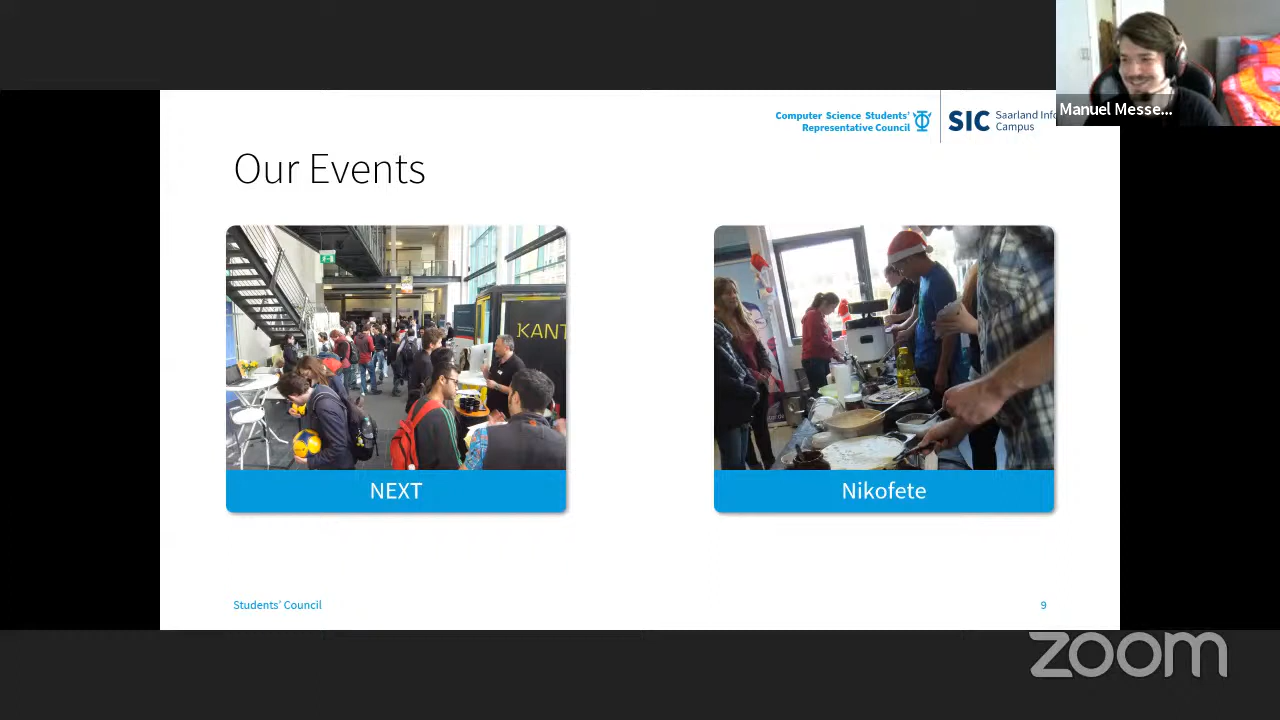 Computer Science Students'
Representative Council
SIC
Saarland Info
Campus
Manuel Messe...
Our Events
KANT
NEXT
Nikofete
Students' Council
9
zoom